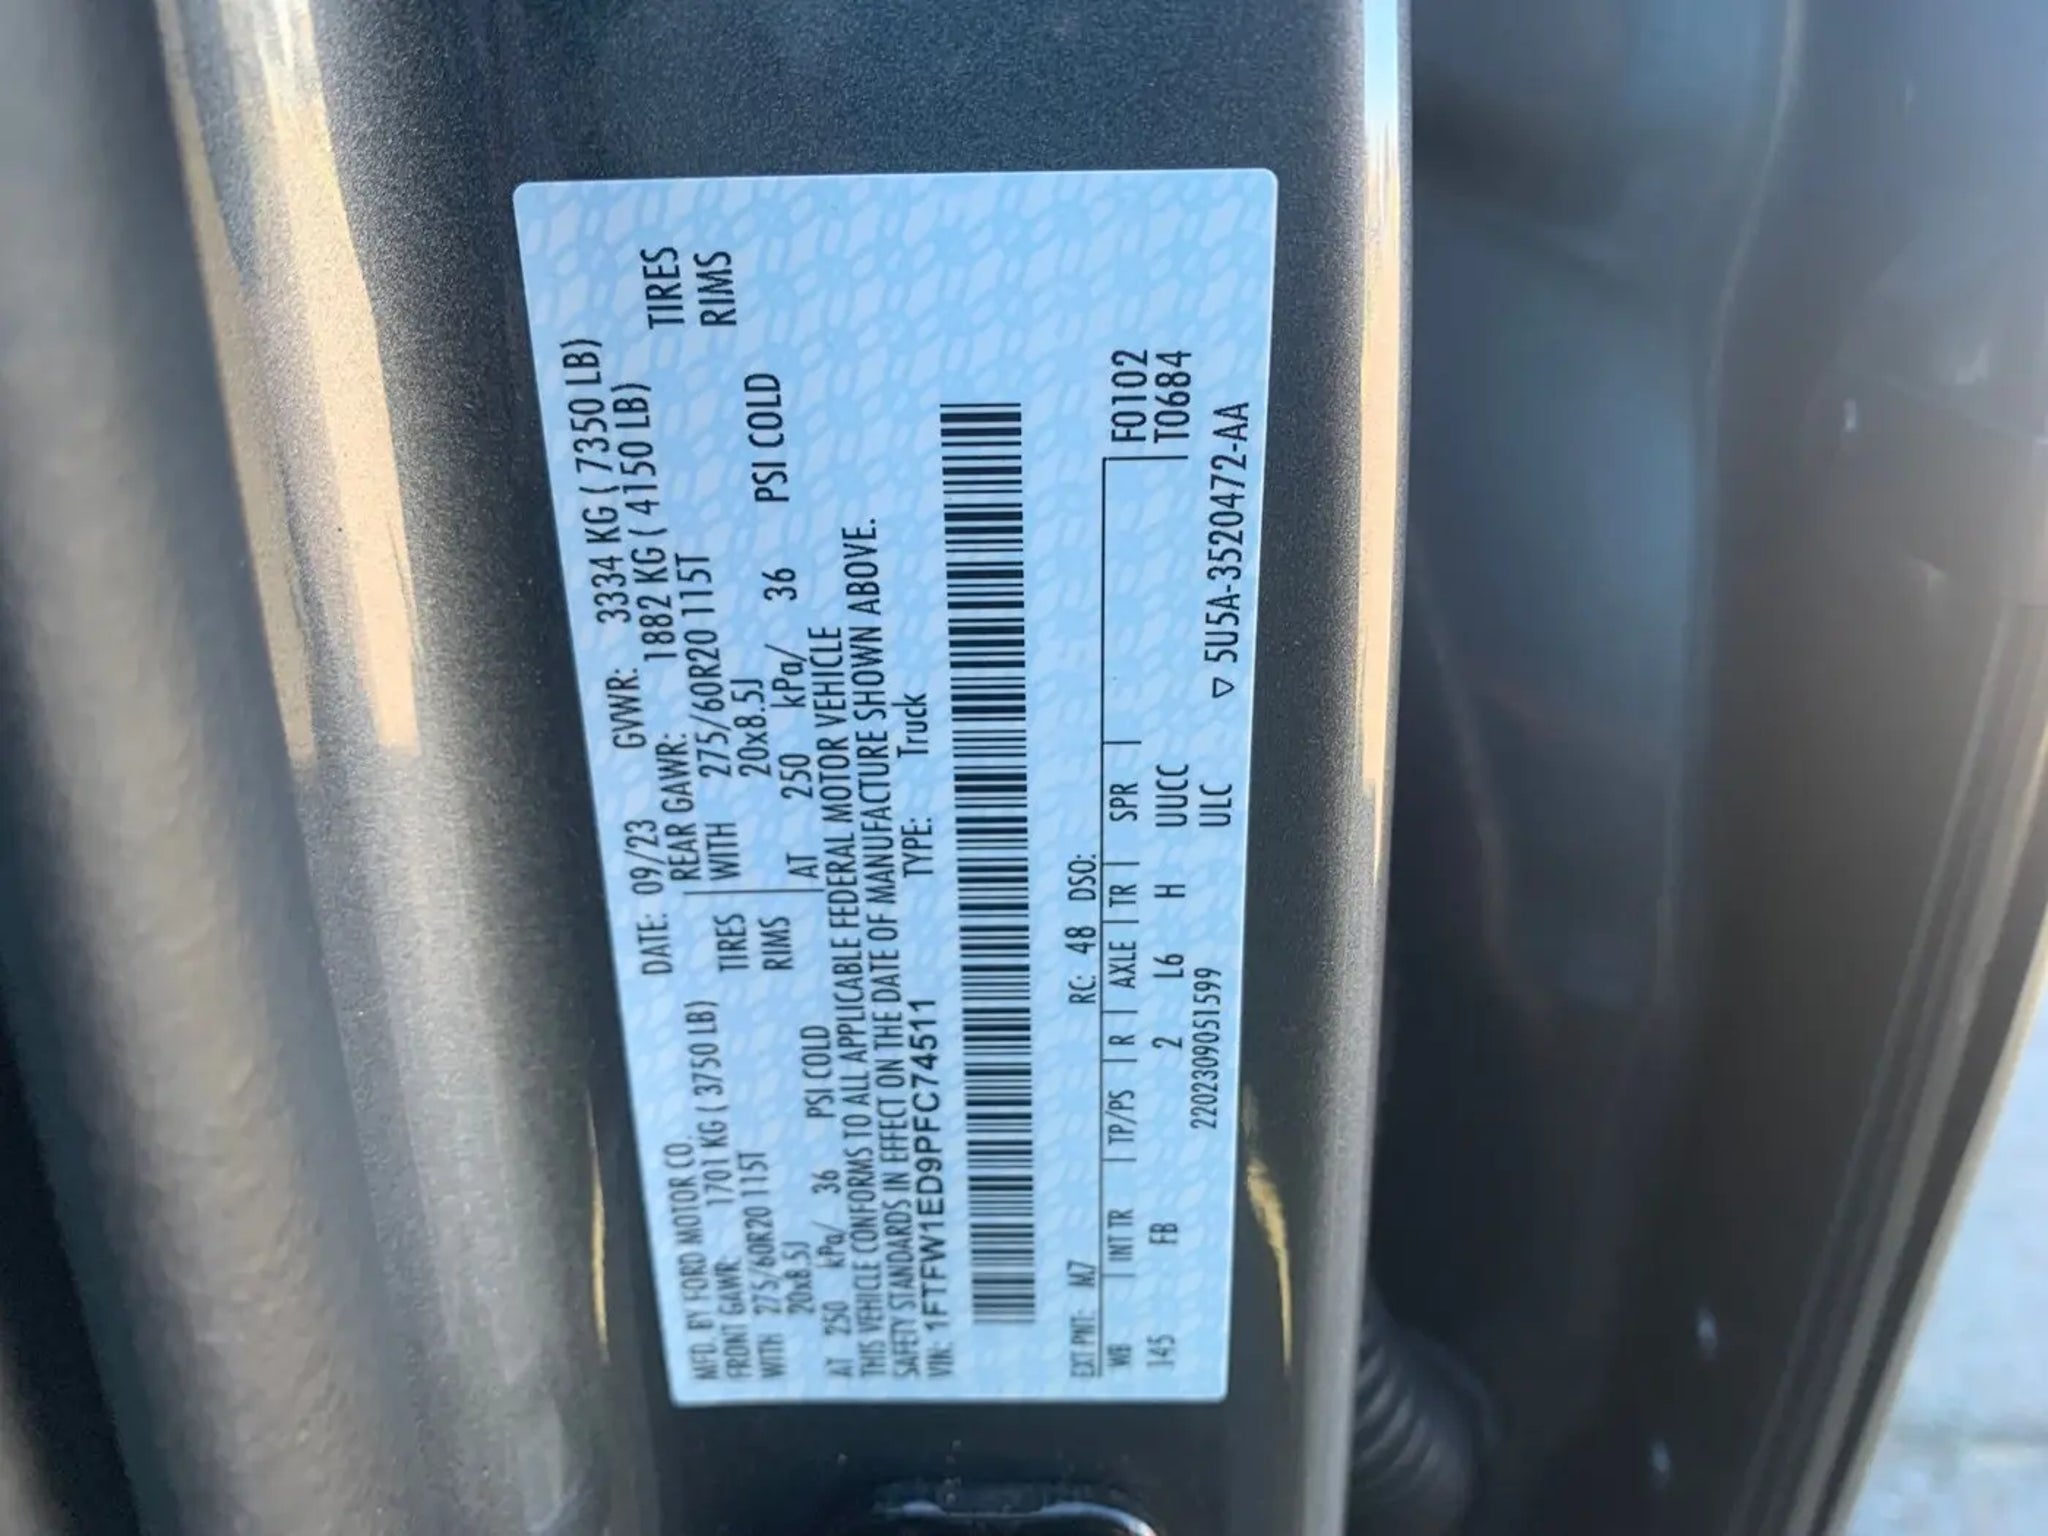 MFD. BY FORD MOTOR CO. DATE: 09/23 GVWR: 3334 KG ( 7350 LB)
FRONT GAWR: 1701 KG ( 3750 LB) REAR GAWR: 1882 KG ( 4150 LB)
WITH 275/60R20 115T TIRES WITH 275/60R20 115T TIRES
20x8.5J RIMS 20x8.5J RIMS
AT 250 kPa/ 36 PSI COLD AT 250 kPa/ 36 PSI COLD
THIS VEHICLE CONFORMS TO ALL APPLICABLE FEDERAL MOTOR VEHICLE
SAFETY STANDARDS IN EFFECT ON THE DATE OF MANUFACTURE SHOWN ABOVE.
VIN: 1FTFW1ED9PFC74511 TYPE: Truck
EXT PNT: M7 RC: 48 DSO:
WB INT TR TP/PS R AXLE TR SPR F0102
145 FB 2 L6 H UUCC T0684
2202309051599 ULC ▽ 5U5A-3520472-AA